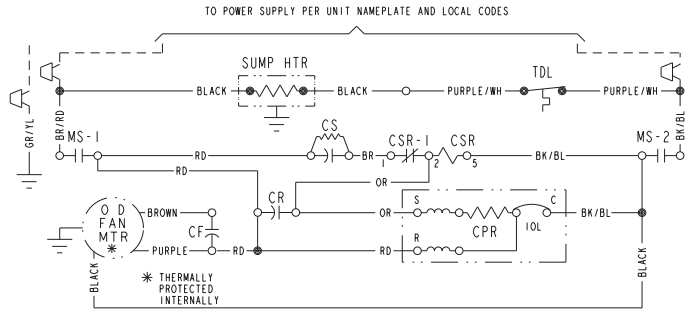 TO POWER SUPPLY PER UNIT NAMEPLATE AND LOCAL CODES
SUMP HTR
TDL
BLACK
BLACK
PURPLE/WH
PURPLE/WH
GR/YL
BR/RD
BK/BL
MS-1
CS
CSR-1
CSR
MS-2
RD
BR
1
2
5
BK/BL
RD
OR
CR
OD
FAN
MTR
*
BROWN
CF
OR
S
C
CPR
IOL
BK/BL
PURPLE
RD
RD
R
BLACK
BLACK
* THERMALLY
PROTECTED
INTERNALLY